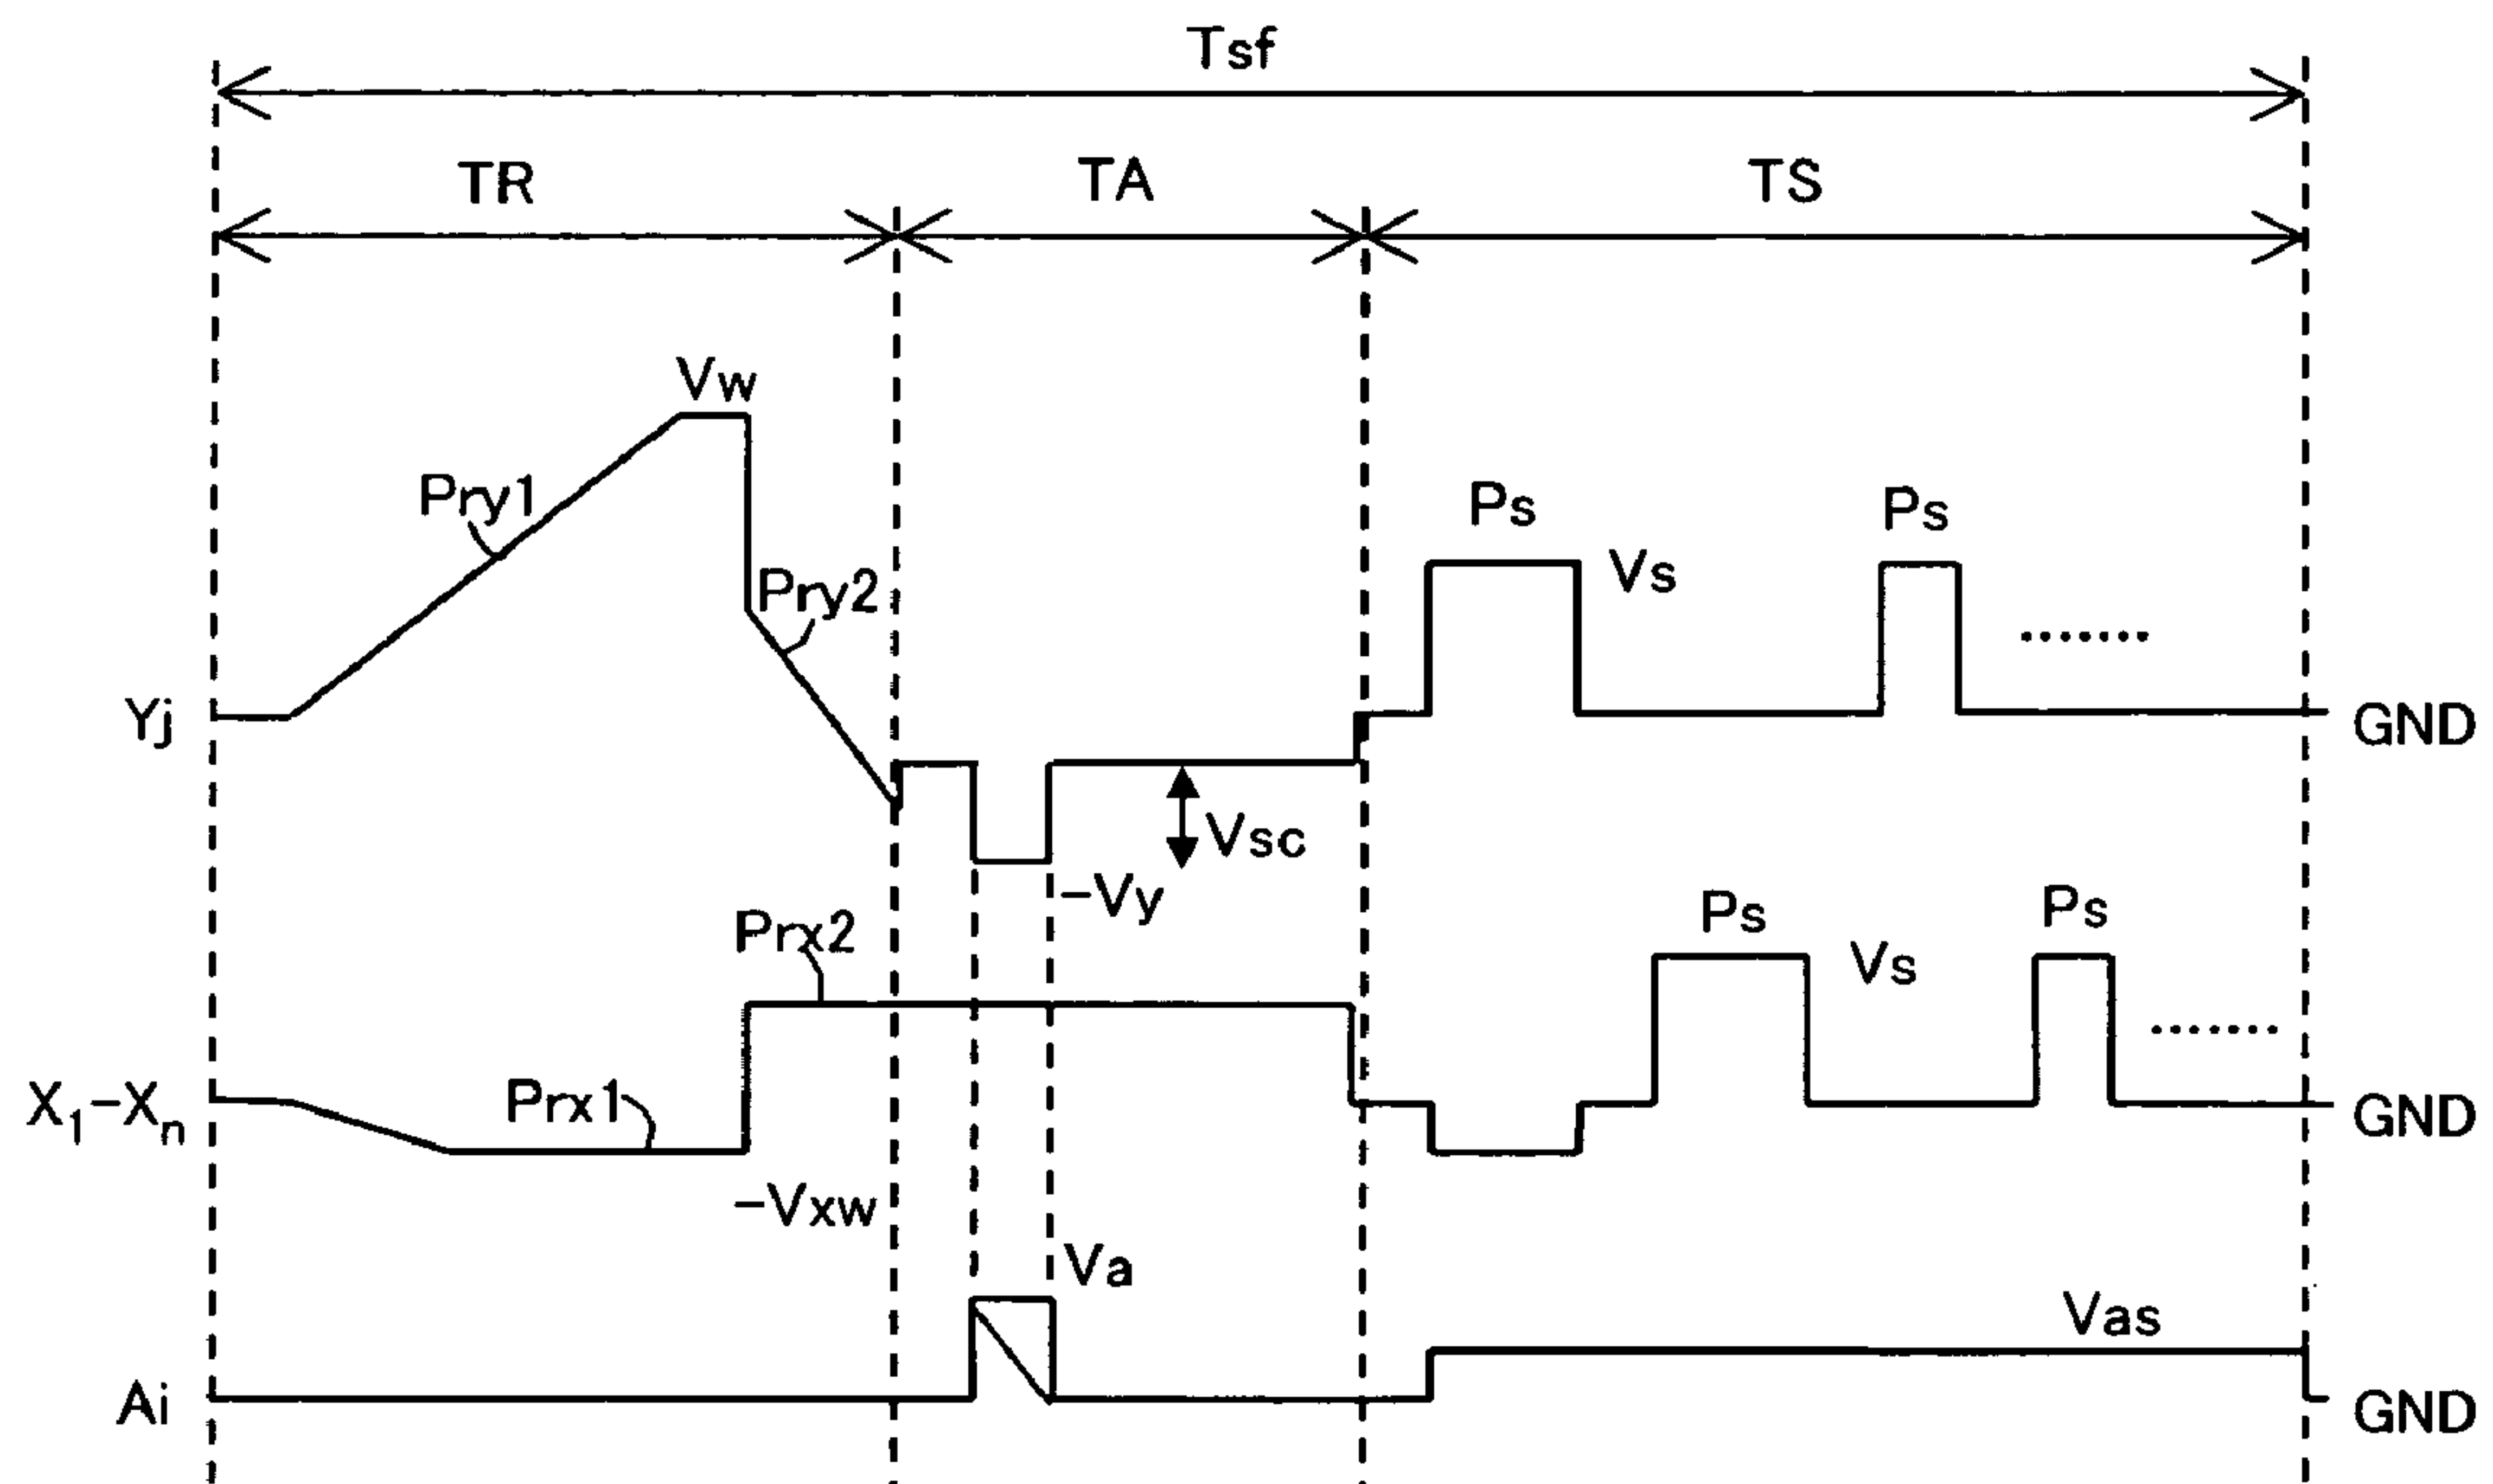 Tsf
TR TA TS
Vw
Pry1
Ps Ps
Vs
Pry2
Yj GND
Vsc
-Vy
Prx2
Ps Ps
Vs
X1-Xn Prx1 GND
-Vxw
Va
Vas
Ai GND